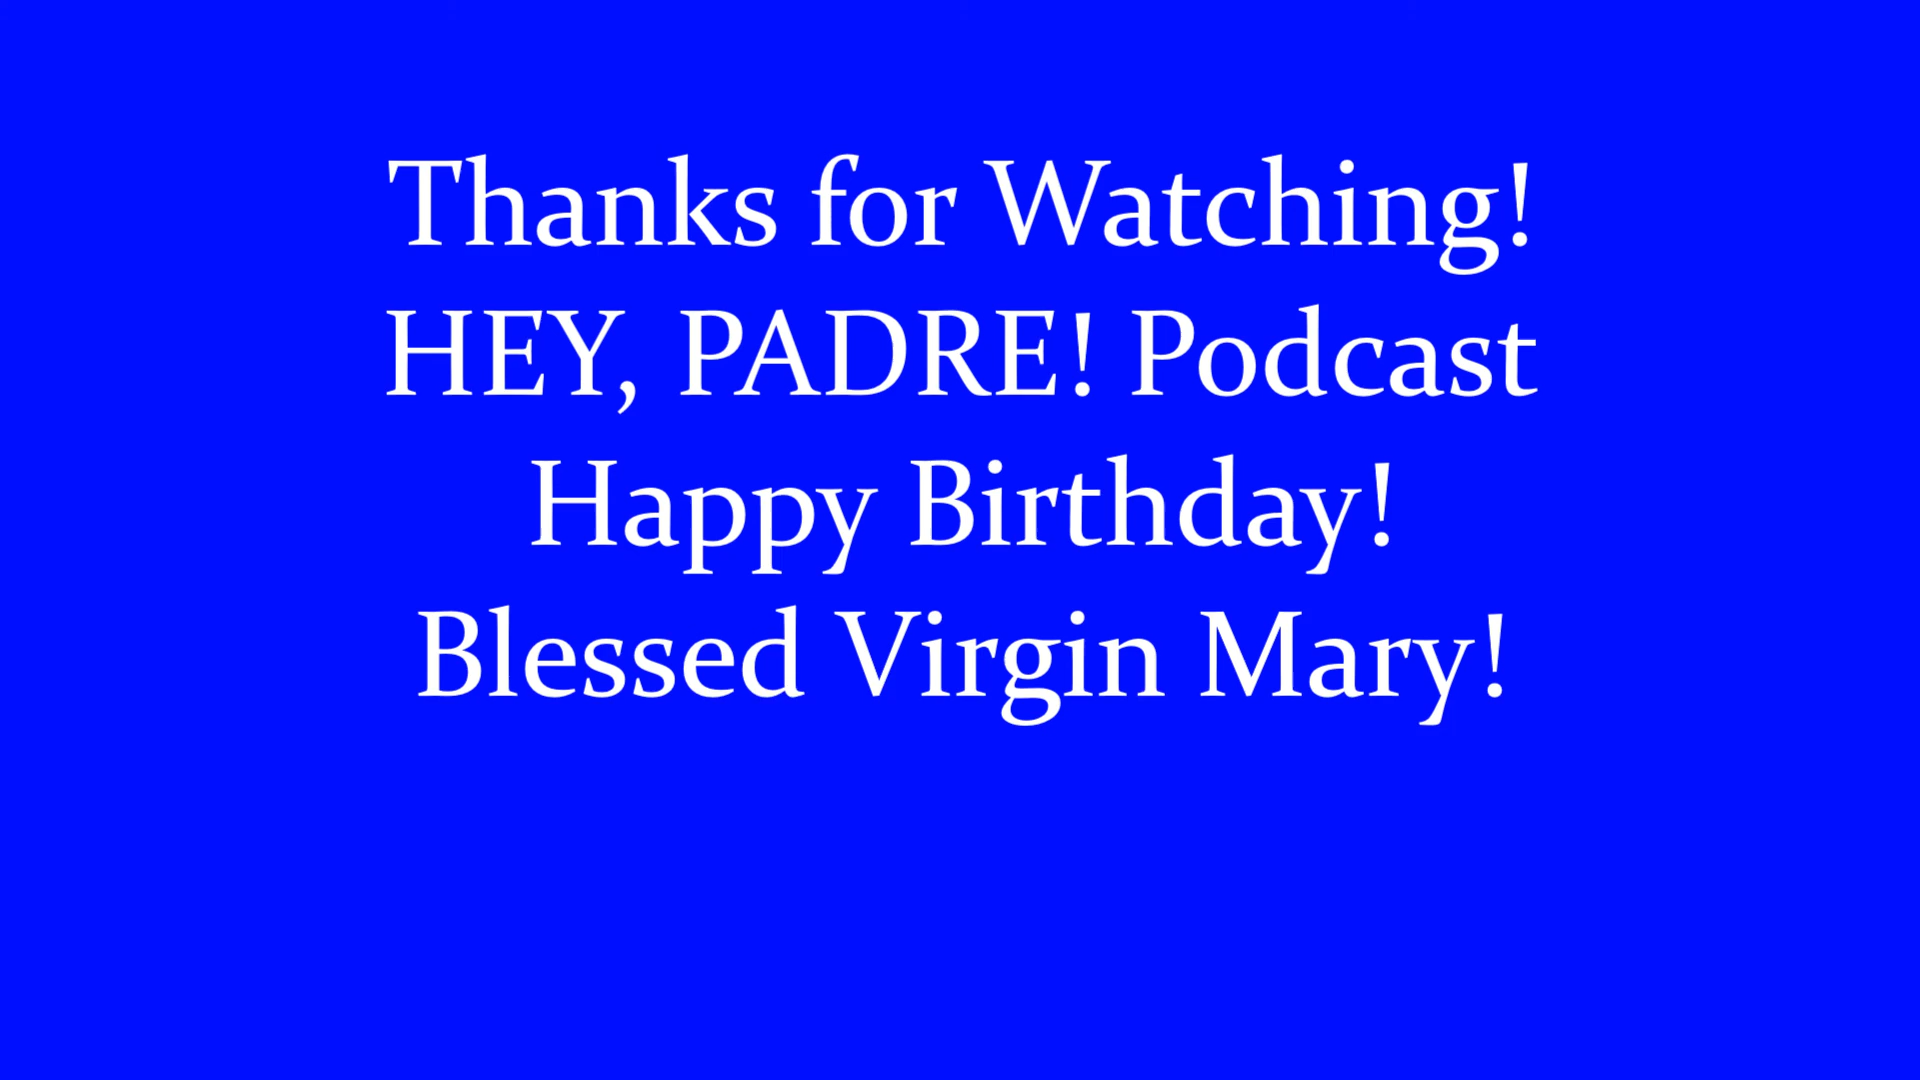 Thanks for Watching!
HEY, PADRE! Podcast
Happy Birthday!
Blessed Virgin Mary!